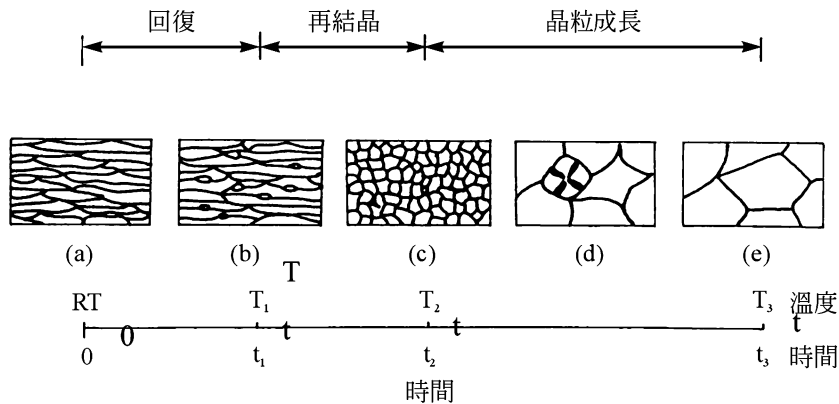 回復 再結晶 晶粒成長
(a) (b) (c) (d) (e)
T
RT T₁ T₂ T₃ 溫度
0 t t t
0 t₁ t₂ t₃ 時間
時間